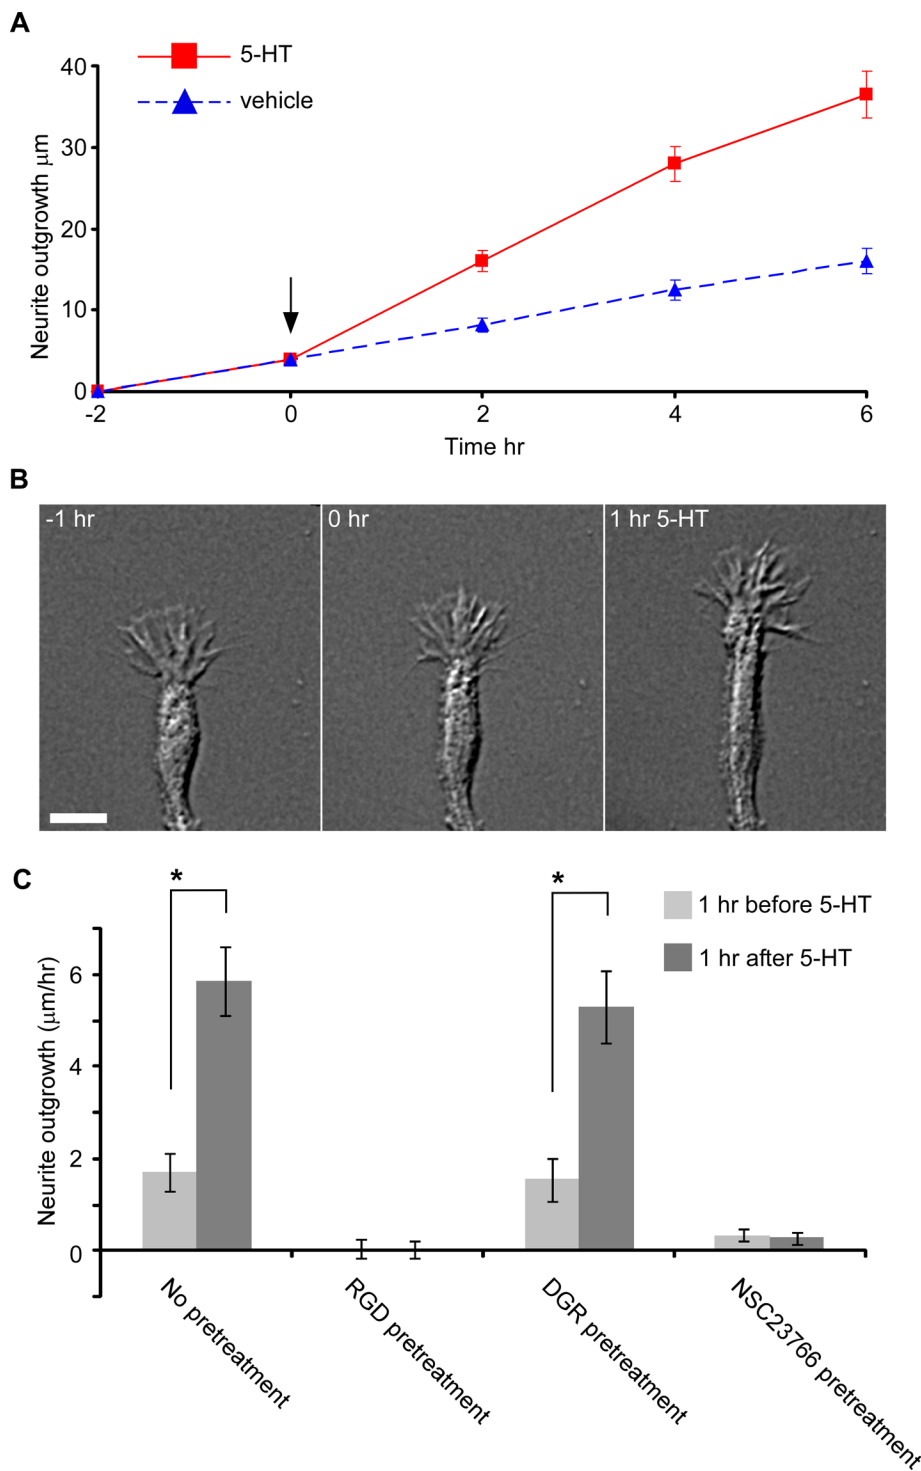 A
5-HT
vehicle
Neurite outgrowth μm
40
30
20
10
0
-2
0
2
4
6
Time hr
B
-1 hr
0 hr
1 hr 5-HT
C
*
*
1 hr before 5-HT
1 hr after 5-HT
Neurite outgrowth (μm/hr)
6
4
2
0
No pretreatment
RGD pretreatment
DGR pretreatment
NSC23766 pretreatment